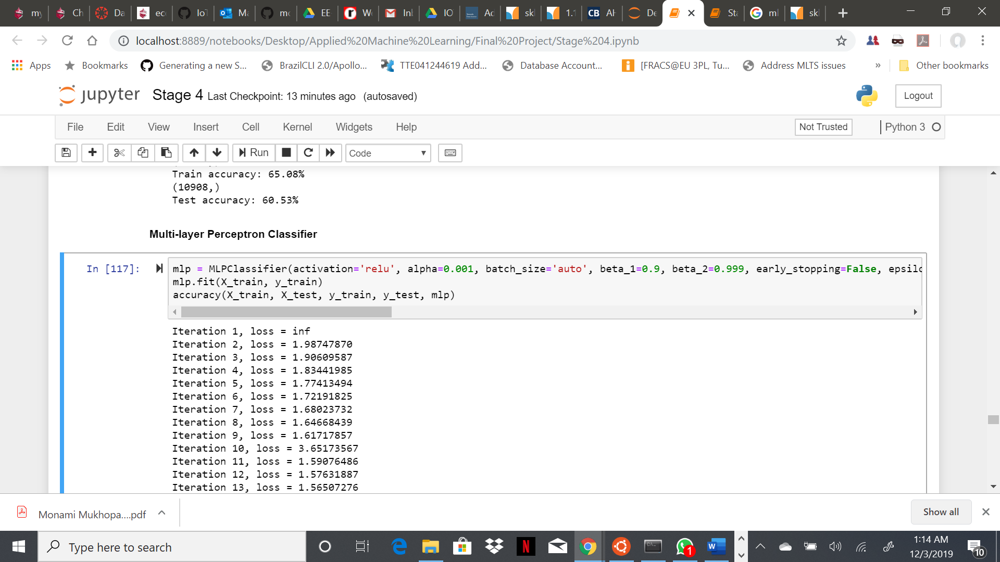 my Ch Da ec IoT Ma mc EE We Inl IO Ac sk 1.1 CB AH De Sta ml sk
localhost:8889/notebooks/Desktop/Applied%20Machine%20Learning/Final%20Project/Stage%204.ipynb
Apps Bookmarks Generating a new S... BrazilCLI 2.0/Apollo... TTE041244619 Add... Database Account... [FRACS@EU 3PL, Tu... Address MLTS issues » Other bookmarks
jupyter Stage 4 Last Checkpoint: 13 minutes ago (autosaved) Logout
File Edit View Insert Cell Kernel Widgets Help Not Trusted Python 3
Run Code
Train accuracy: 65.08%
(10908,)
Test accuracy: 60.53%
Multi-layer Perceptron Classifier
In [117]: mlp = MLPClassifier(activation='relu', alpha=0.001, batch_size='auto', beta_1=0.9, beta_2=0.999, early_stopping=False, epsilo
mlp.fit(X_train, y_train)
accuracy(X_train, X_test, y_train, y_test, mlp)
Iteration 1, loss = inf
Iteration 2, loss = 1.98747870
Iteration 3, loss = 1.90609587
Iteration 4, loss = 1.83441985
Iteration 5, loss = 1.77413494
Iteration 6, loss = 1.72191825
Iteration 7, loss = 1.68023732
Iteration 8, loss = 1.64668439
Iteration 9, loss = 1.61717857
Iteration 10, loss = 3.65173567
Iteration 11, loss = 1.59076486
Iteration 12, loss = 1.57631887
Iteration 13, loss = 1.56507276
Monami Mukhopa....pdf Show all
Type here to search 1 1:14 AM
12/3/2019 10